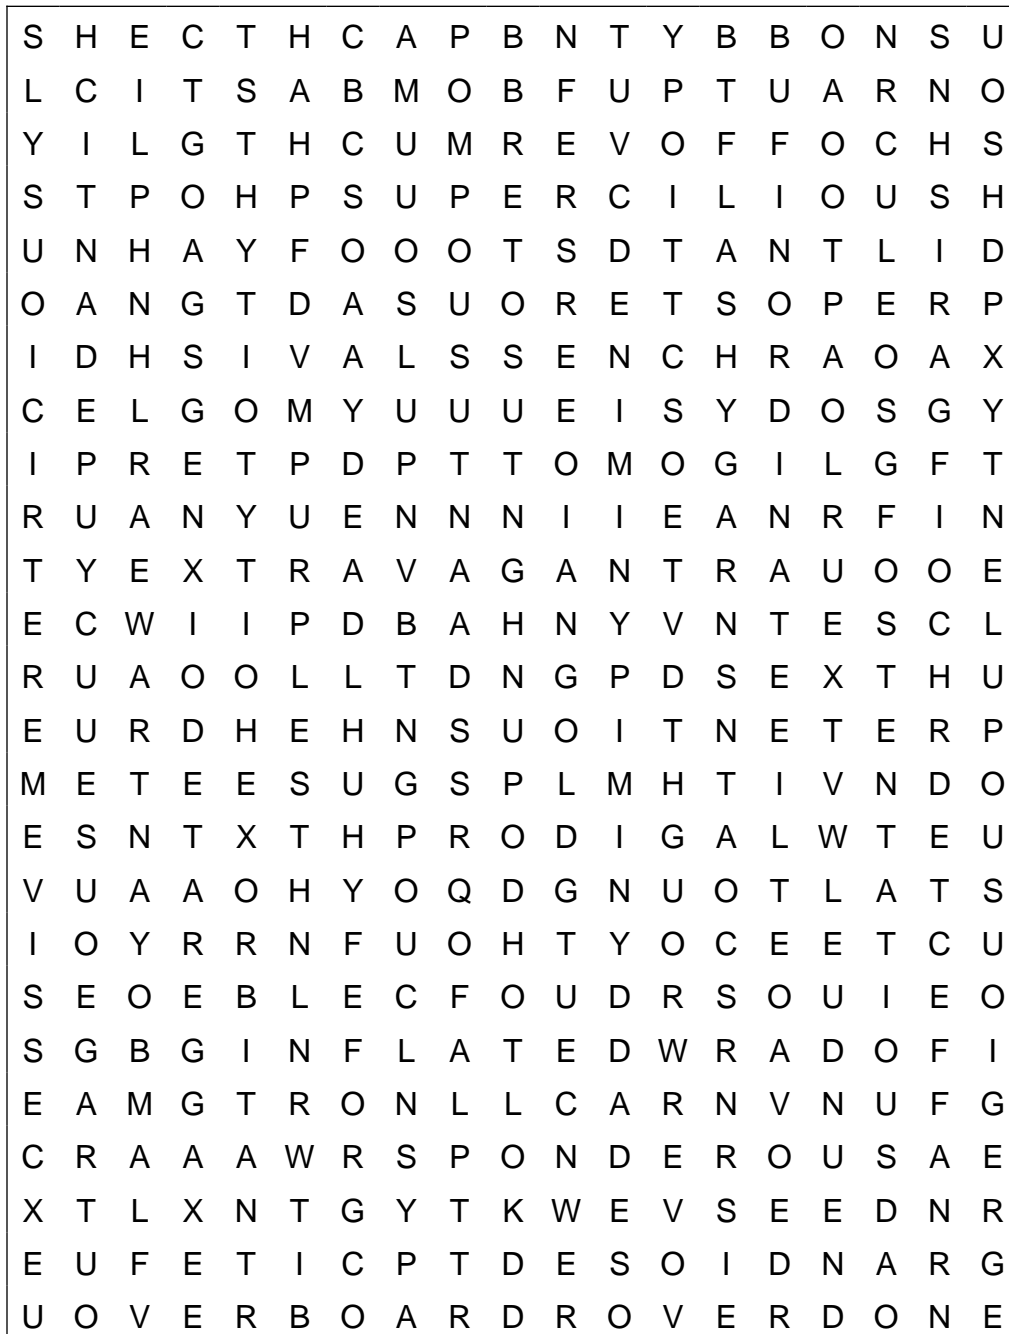 S H E C T H C A P B N T Y B B O N S U
L C I T S A B M O B F U P T U A R N O
Y I L G T H C U M R E V O F F O C H S
S T P O H P S U P E R C I L I O U S H
U N H A Y F O O O T S D T A N T L I D
O A N G T D A S U O R E T S O P E R P
I D H S I V A L S S E N C H R A O A X
C E L G O M Y U U U E I S Y D O S G Y
I P R E T P D P T T O M O G I L G F T
R U A N Y U E N N N I I E A N R F I N
T Y E X T R A V A G A N T R A U O O E
E C W I I P D B A H N Y V N T E S C L
R U A O O L L T D N G P D S E X T H U
E U R D H E H N S U O I T N E T E R P
M E T E E S U G S P L M H T I V N D O
E S N T X T H P R O D I G A L W T E U
V U A A O H Y O Q D G N U O T L A T S
I O Y R R N F U O H T Y O C E E T C U
S E O E B L E C F O U D R S O U I E O
S G B G I N F L A T E D W R A D O F I
E A M G T R O N L L C A R N V N U F G
C R A A A W R S P O N D E R O U S A E
X T L X N T G Y T K W E V S E E D N R
E U F E T I C P T D E S O I D N A R G
U O V E R B O A R D R O V E R D O N E